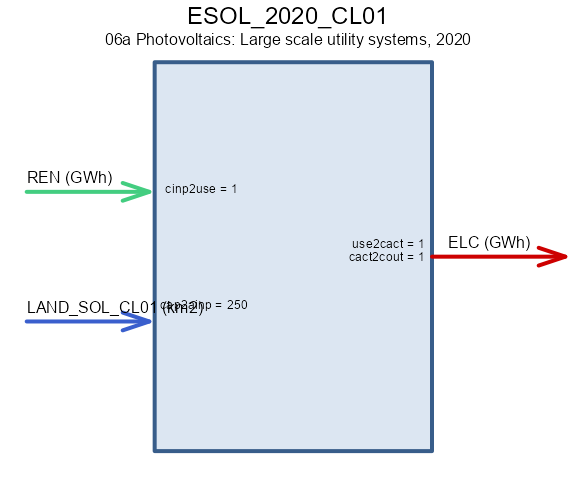 ESOL_2020_CL01
06a Photovoltaics: Large scale utility systems, 2020
REN (GWh)
cinp2use = 1
use2cact = 1
cact2cout = 1
ELC (GWh)
LAND_SOL_CL01 (km2)
cap2ainp = 250